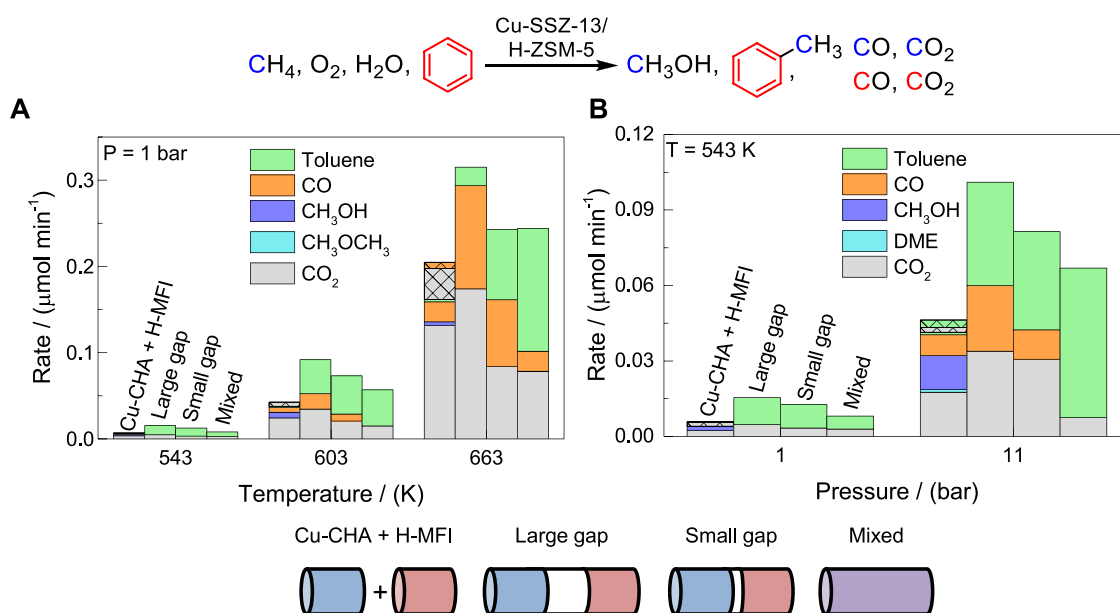 Cu-SSZ-13/
H-ZSM-5
CH₄, O₂, H₂O,
CH₃OH,
CH₃
,
CO, CO₂
CO, CO₂
A
P = 1 bar
Toluene
CO
CH₃OH
CH₃OCH₃
CO₂
Cu-CHA + H-MFI
Large gap
Small gap
Mixed
0.3
0.2
0.1
0.0
Rate / (μmol min⁻¹)
543
603
663
Temperature / (K)
B
T = 543 K
Toluene
CO
CH₃OH
DME
CO₂
Cu-CHA + H-MFI
Large gap
Small gap
Mixed
0.12
0.09
0.06
0.03
0.00
Rate / (μmol min⁻¹)
1
11
Pressure / (bar)
Cu-CHA + H-MFI
Large gap
Small gap
Mixed
+